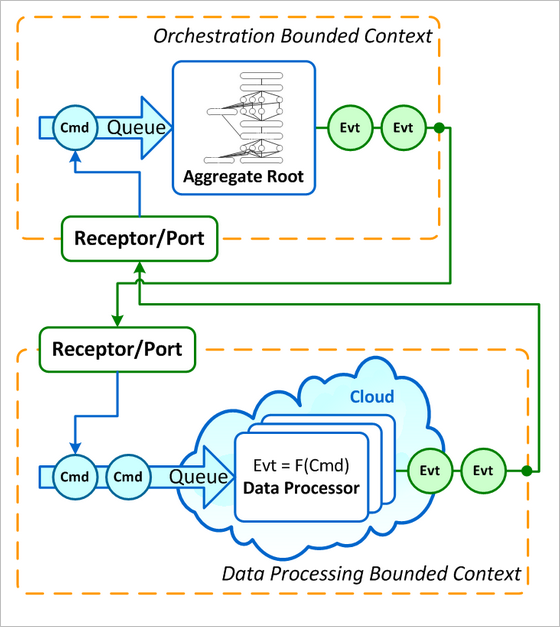 Orchestration Bounded Context
Cmd
Queue
Aggregate Root
Evt
Evt
Receptor/Port
Receptor/Port
Cloud
Cmd
Cmd
Queue
Evt = F(Cmd)
Data Processor
Evt
Evt
Data Processing Bounded Context